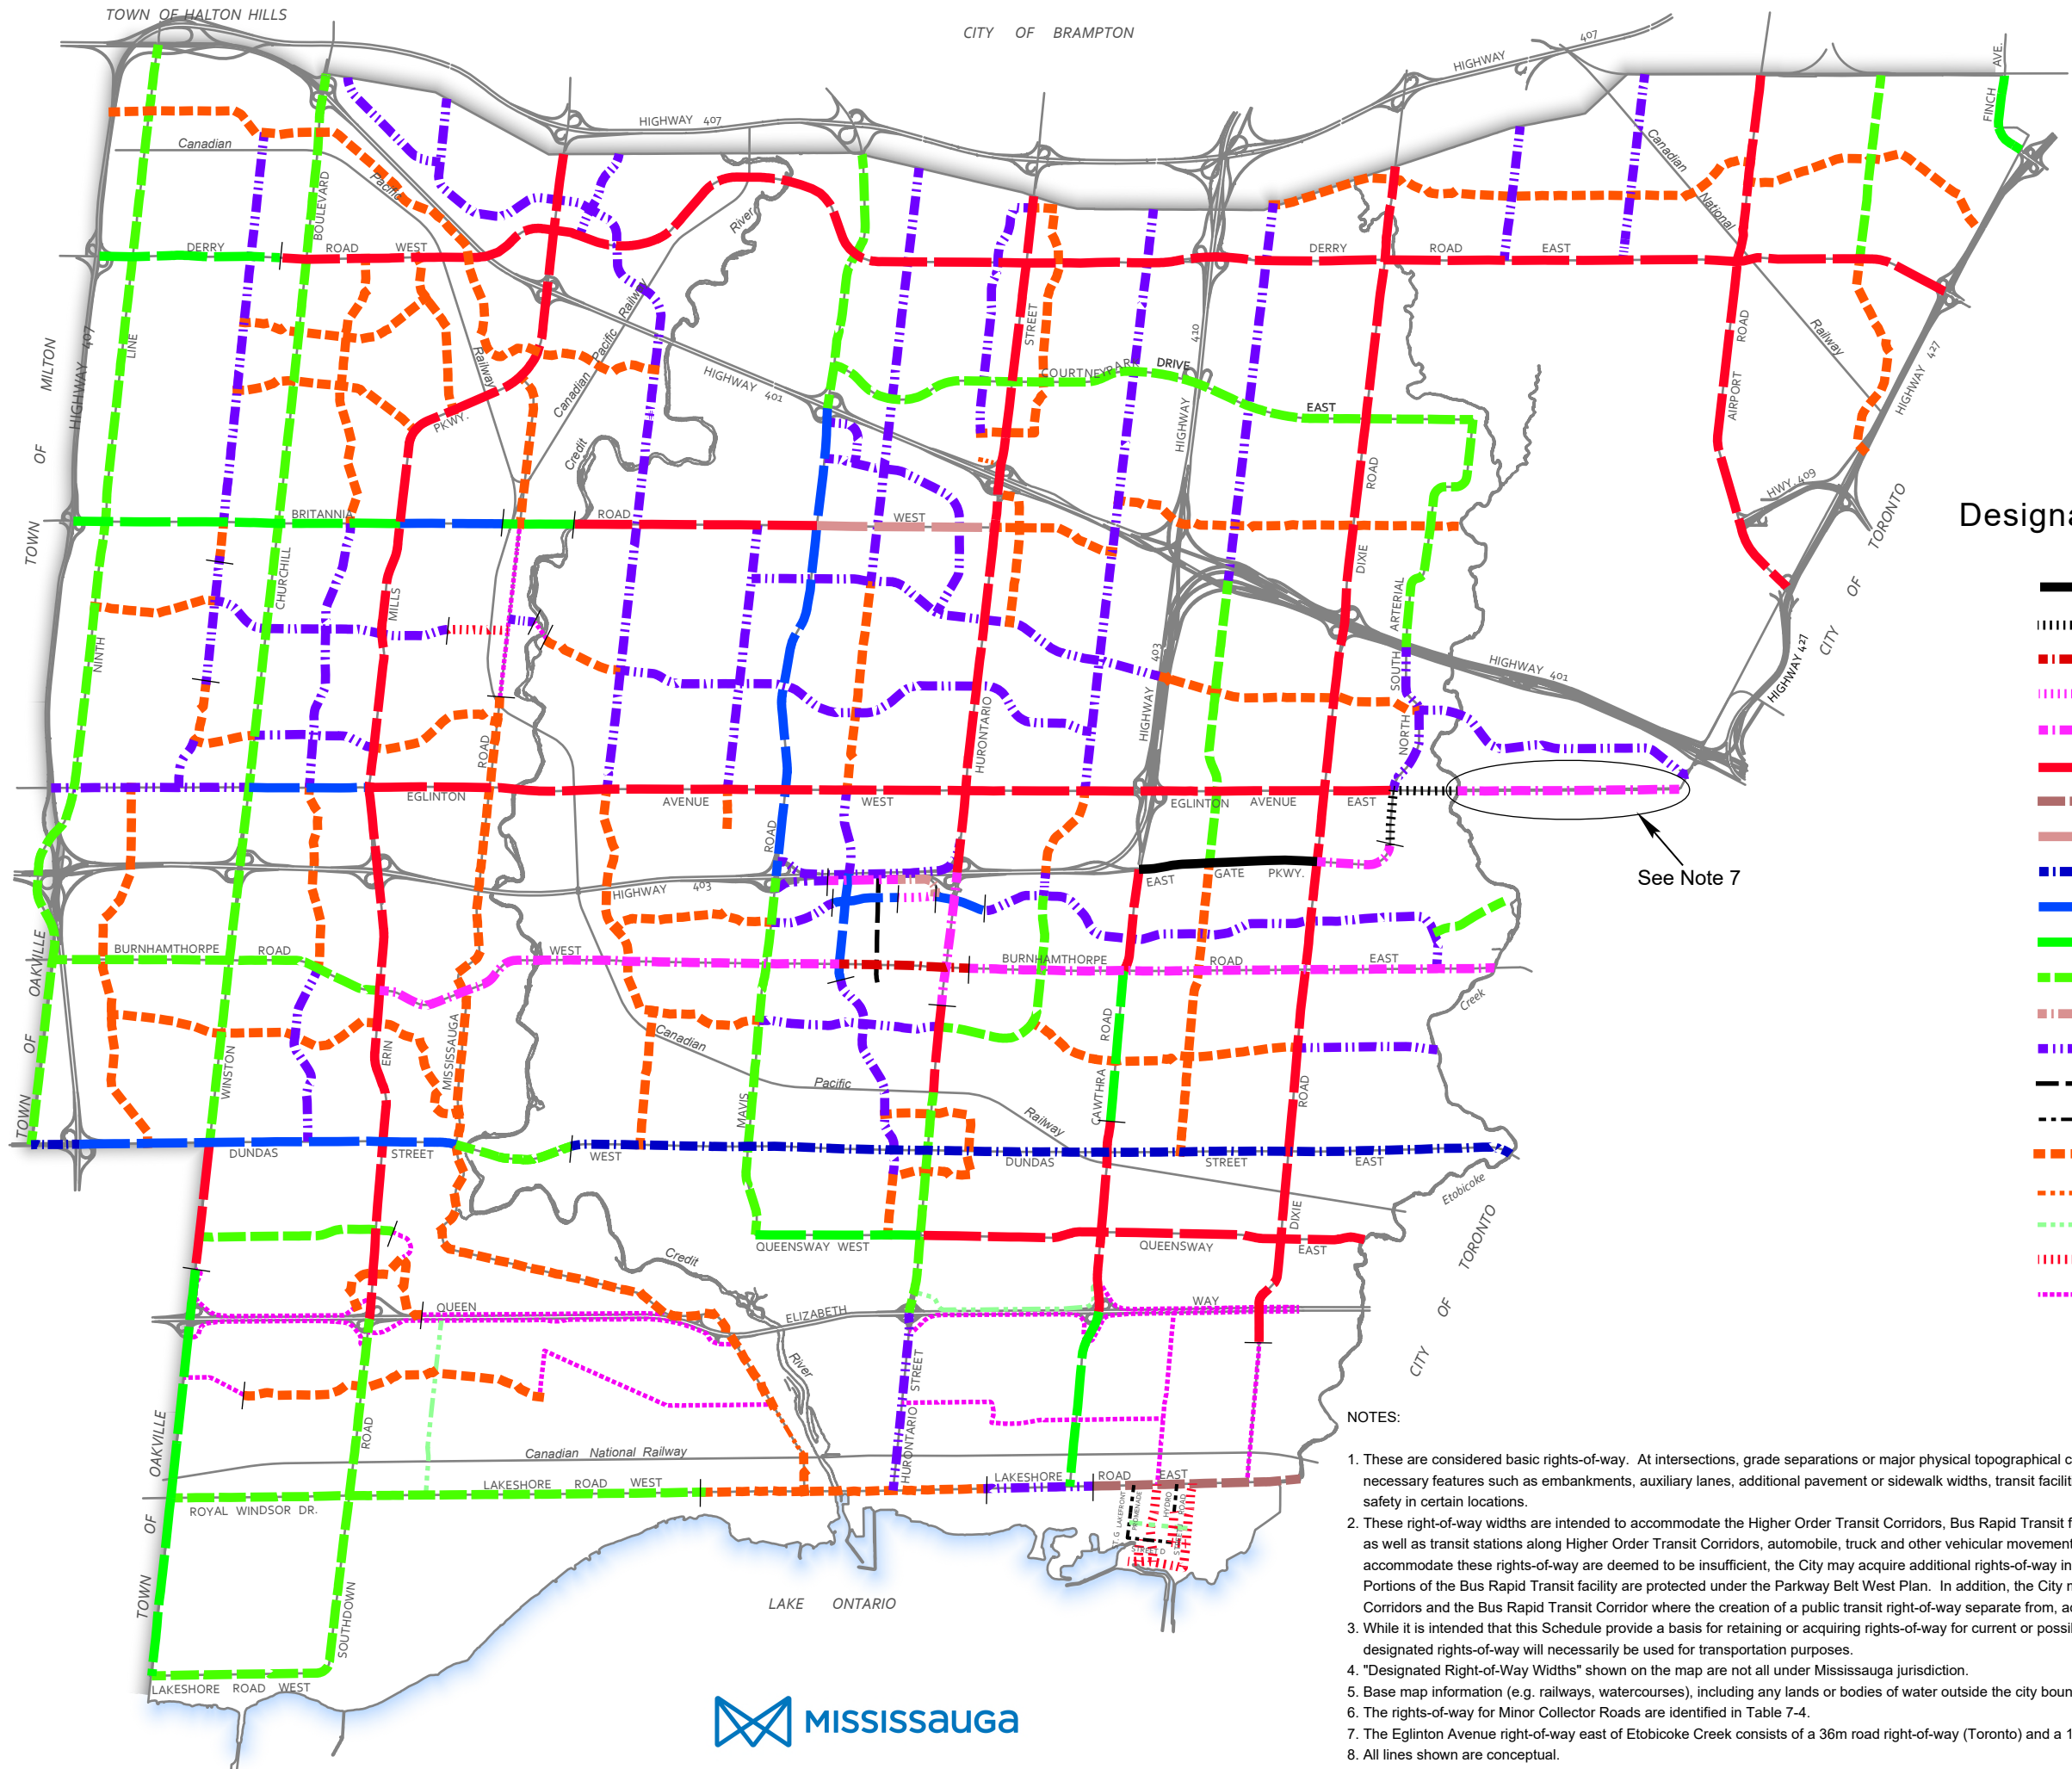 TOWN OF HALTON HILLS
CITY OF BRAMPTON
HIGHWAY 407
HIGHWAY 407
FINCH AVE.
Canadian
Pacific
BOULEVARD
River
Canadian
National
Railway
DERRY ROAD WEST
DERRY ROAD EAST
TOWN OF MILTON
HIGHWAY 407
LINE
Railway
Canadian Pacific Railway
STREET
410
HIGHWAY
COURTNEYPARK DRIVE
EAST
ROAD
AIRPORT
HIGHWAY 427
HIGHWAY 401
PKWY.
Credit
ROAD
HWY 409
BRITANNIA ROAD WEST
Designa
CITY OF TORONTO
CHURCHILL
MILLS
DIXIE
ARTERIAL
SOUTH
NORTH
NINTH
HIGHWAY 403
HIGHWAY 401
HIGHWAY 427
HURONTARIO
ROAD
EGLINTON AVENUE WEST
EGLINTON AVENUE EAST
ROAD
See Note 7
HIGHWAY 403
EAST GATE PKWY.
TOWN OF OAKVILLE
BURNHAMTHORPE ROAD WEST
BURNHAMTHORPE ROAD EAST
Creek
ERIN
MISSISSAUGA
WINSTON
Canadian
Pacific
Railway
MAVIS
CAWTHRA ROAD
ROAD
DUNDAS STREET WEST
DUNDAS STREET EAST
Etobicoke
DIXIE
QUEENSWAY WEST
QUEENSWAY EAST
CITY OF TORONTO
Credit
QUEEN ELIZABETH WAY
River
STREET
HURONTARIO
ROAD
Canadian National Railway
TOWN OF OAKVILLE
LAKESHORE ROAD WEST
LAKESHORE ROAD EAST
ROYAL WINDSOR DR.
LAKEFRONT
PROMENADE
HYDRO
ROAD
STREET D
SOUTHDOWN
LAKE ONTARIO
LAKESHORE ROAD WEST
MISSISSAUGA
NOTES:
1. These are considered basic rights-of-way. At intersections, grade separations or major physical topographical c
necessary features such as embankments, auxiliary lanes, additional pavement or sidewalk widths, transit facilit
safety in certain locations.
2. These right-of-way widths are intended to accommodate the Higher Order Transit Corridors, Bus Rapid Transit f
as well as transit stations along Higher Order Transit Corridors, automobile, truck and other vehicular movement
accommodate these rights-of-way are deemed to be insufficient, the City may acquire additional rights-of-way in
Portions of the Bus Rapid Transit facility are protected under the Parkway Belt West Plan. In addition, the City m
Corridors and the Bus Rapid Transit Corridor where the creation of a public transit right-of-way separate from, ac
3. While it is intended that this Schedule provide a basis for retaining or acquiring rights-of-way for current or possil
designated rights-of-way will necessarily be used for transportation purposes.
4. "Designated Right-of-Way Widths" shown on the map are not all under Mississauga jurisdiction.
5. Base map information (e.g. railways, watercourses), including any lands or bodies of water outside the city boun
6. The rights-of-way for Minor Collector Roads are identified in Table 7-4.
7. The Eglinton Avenue right-of-way east of Etobicoke Creek consists of a 36m road right-of-way (Toronto) and a 1
8. All lines shown are conceptual.